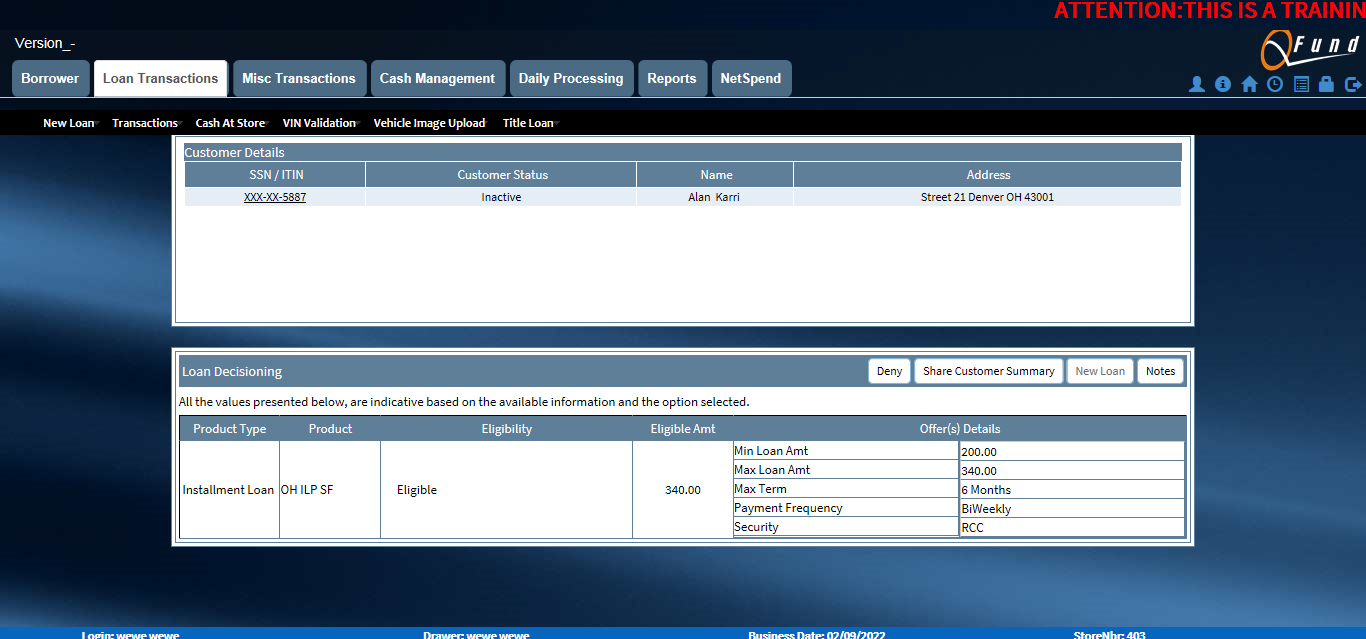 ATTENTION:THIS IS A TRAININ
Version_-
QFund
Borrower Loan Transactions Misc Transactions Cash Management Daily Processing Reports NetSpend
New Loan Transactions Cash At Store VIN Validation Vehicle Image Upload Title Loan
Customer Details
SSN / ITIN Customer Status Name Address
XXX-XX-5887 Inactive Alan Karri Street 21 Denver OH 43001
Loan Decisioning Deny Share Customer Summary New Loan Notes
All the values presented below, are indicative based on the available information and the option selected.
Product Type Product Eligibility Eligible Amt Offer(s) Details
Installment Loan OH ILP SF Eligible 340.00
Min Loan Amt 200.00
Max Loan Amt 340.00
Max Term 6 Months
Payment Frequency BiWeekly
Security RCC
Login: wewe wewe Drawer: wewe wewe Business Date: 02/09/2022 StoreNbr: 403